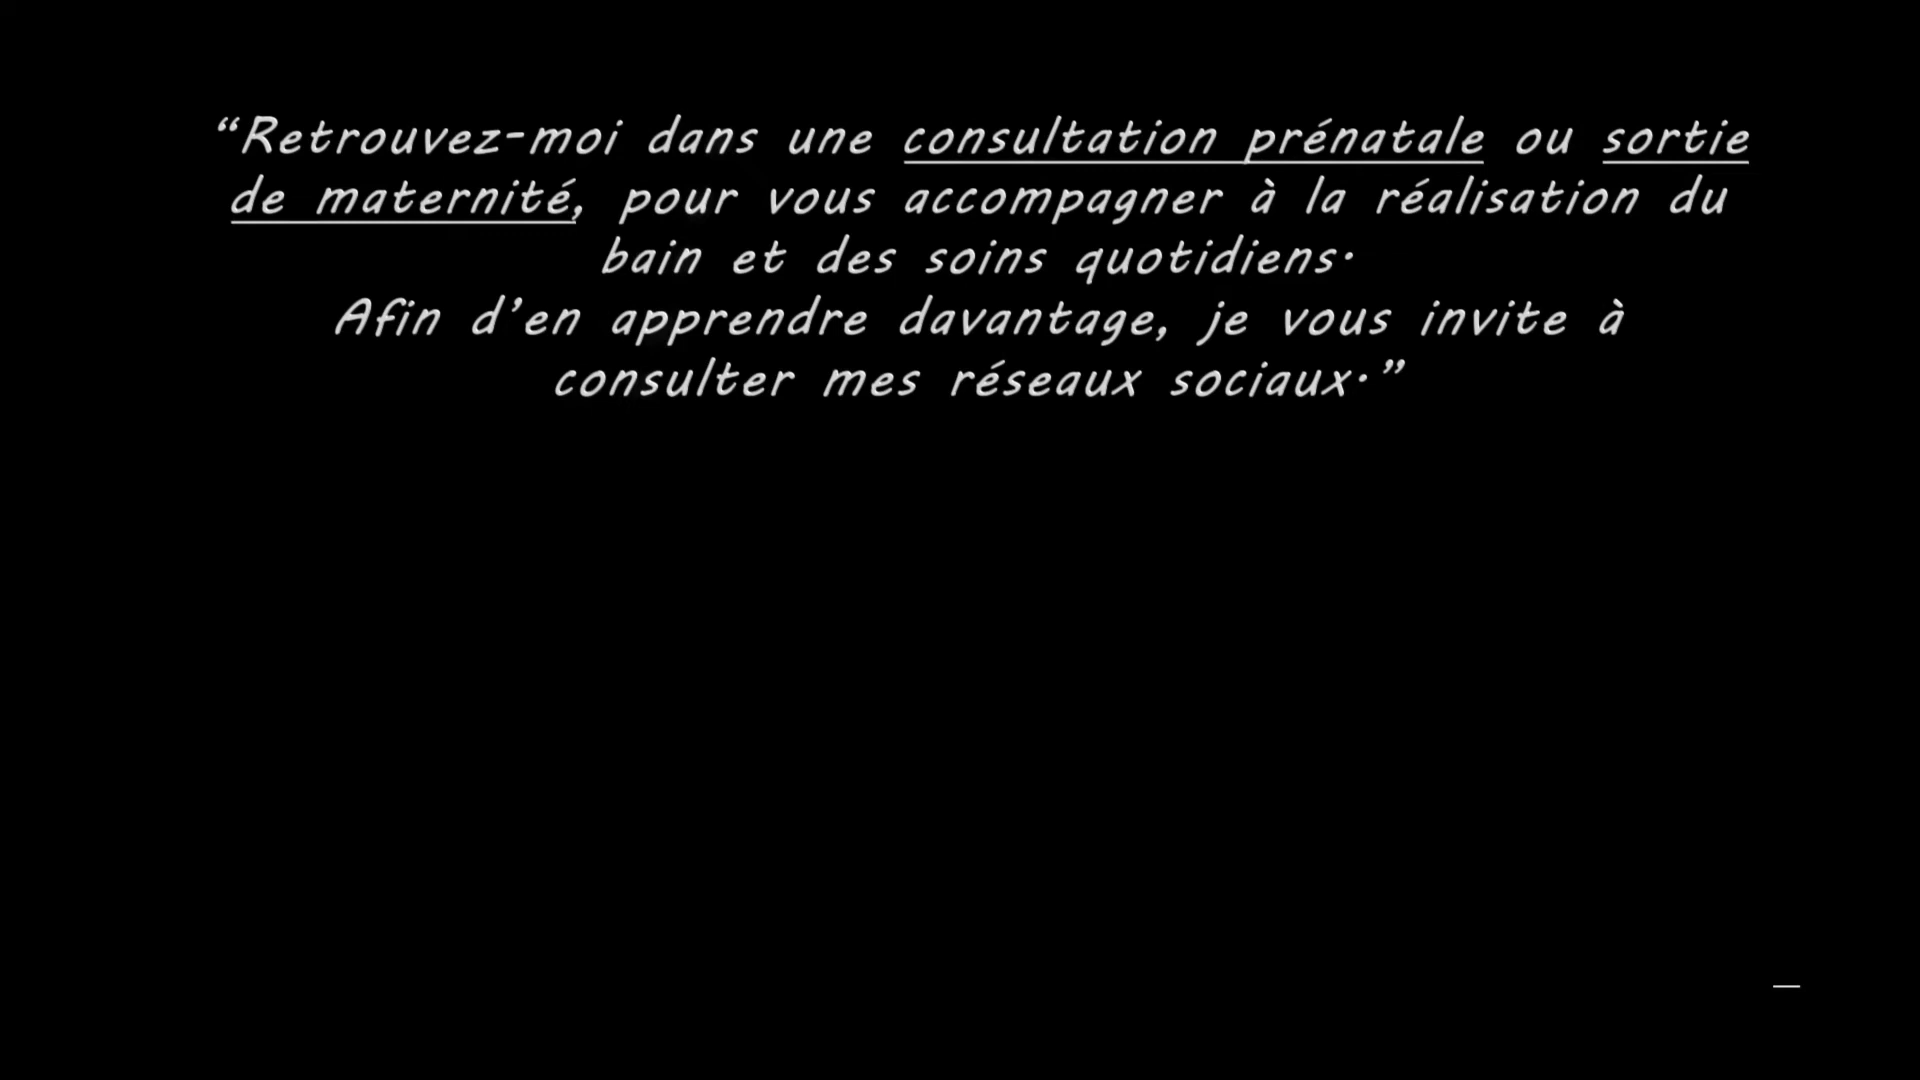 “Retrouvez-moi dans une consultation prénatale ou sortie
de maternité, pour vous accompagner à la réalisation du
bain et des soins quotidiens.
Afin d’en apprendre davantage, je vous invite à
consulter mes réseaux sociaux.”